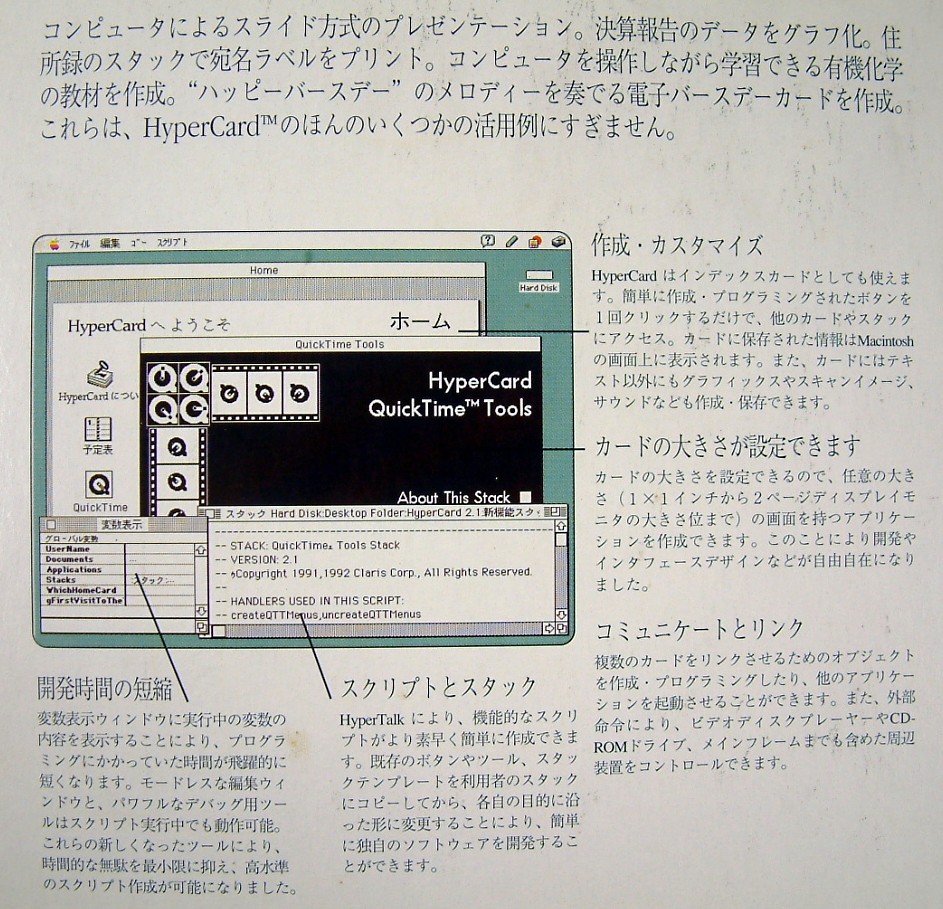 コンピュータによるスライド方式のプレゼンテーション。決算報告のデータをグラフ化。住
所録のスタックで宛名ラベルをプリント。コンピュータを操作しながら学習できる有機化学
の教材を作成。“ハッピーバースデー”のメロディーを奏でる電子バースデーカードを作成。
これらは、HyperCard™のほんのいくつかの活用例にすぎません。
ファイル 編集 ゴー スクリプト
Home
Hard Disk
HyperCard へ ようこそ
ホーム
QuickTime Tools
HyperCard
QuickTime™ Tools
HyperCard につい
予定表
QuickTime
About This Stack
変数表示
グローバル変数
UserName
Documents ...
Applications
Stacks :スタック:...
WhichHomeCard
gFirstVisitToThe
スタック Hard Disk:Desktop Folder:HyperCard 2.1:新機能スタ
-- STACK: QuickTime Tools Stack
-- VERSION: 2.1
-- Copyright 1991,1992 Claris Corp., All Rights Reserved.
--
-- HANDLERS USED IN THIS SCRIPT:
-- createQTTMenus,uncreateQTTMenus
作成・カスタマイズ
HyperCard はインデックスカードとしても使えま
す。簡単に作成・プログラミングされたボタンを
1回クリックするだけで、他のカードやスタック
にアクセス。カードに保存された情報はMacintosh
の画面上に表示されます。また、カードにはテキ
スト以外にもグラフィックスやスキャンイメージ、
サウンドなども作成・保存できます。
カードの大きさが設定できます
カードの大きさを設定できるので、任意の大き
さ（1×1インチから2ページディスプレイモ
ニタの大きさ位まで）の画面を持つアプリケー
ションを作成できます。このことにより開発や
インタフェースデザインなどが自由自在になり
ました。
コミュニケートとリンク
複数のカードをリンクさせるためのオブジェクト
を作成・プログラミングしたり、他のアプリケー
ションを起動させることができます。また、外部
命令により、ビデオディスクプレーヤーやCD-
ROMドライブ、メインフレームまでも含めた周辺
装置をコントロールできます。
開発時間の短縮
変数表示ウィンドウに実行中の変数の
内容を表示することにより、プログラ
ミングにかかっていた時間が飛躍的に
短くなります。モードレスな編集ウィ
ンドウと、パワフルなデバッグ用ツー
ルはスクリプト実行中でも動作可能。
これらの新しくなったツールにより、
時間的な無駄を最小限に抑え、高水準
のスクリプト作成が可能になりました。
スクリプトとスタック
HyperTalk により、機能的なスクリ
プトがより素早く簡単に作成できま
す。既存のボタンやツール、スタッ
クテンプレートを利用者のスタック
にコピーしてから、各自の目的に沿
った形に変更することにより、簡単
に独自のソフトウェアを開発するこ
とができます。